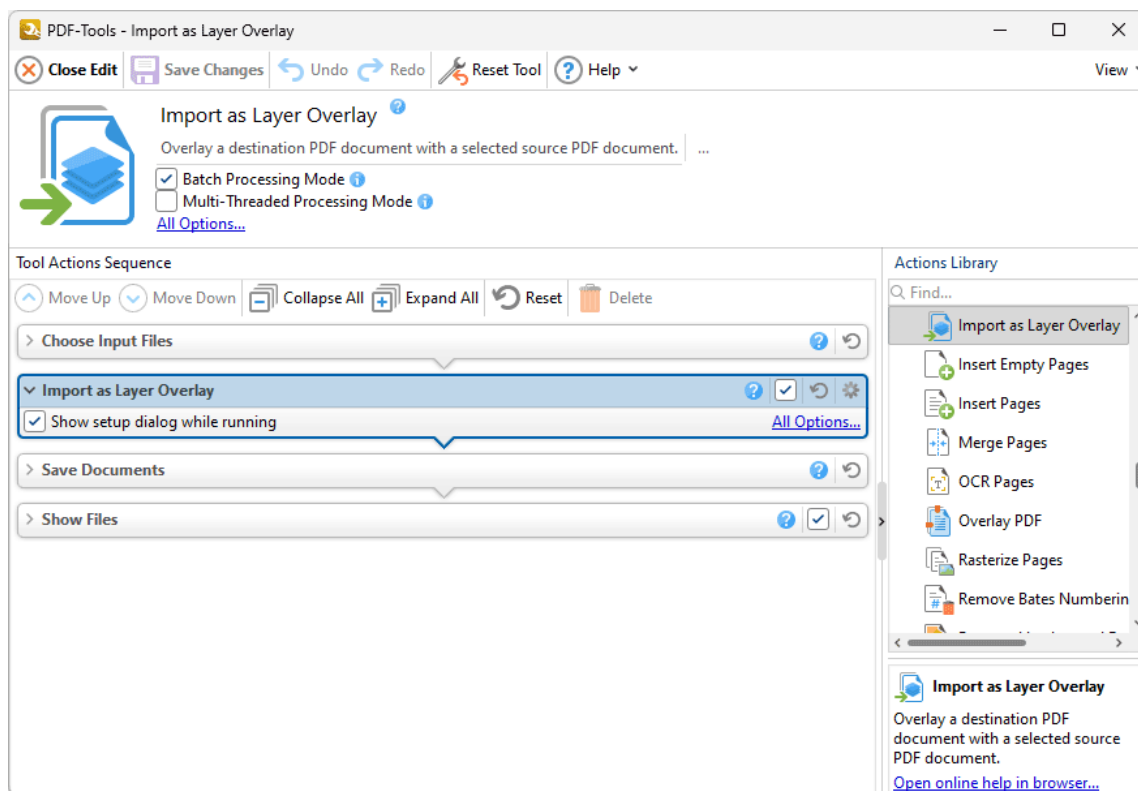 PDF-Tools - Import as Layer Overlay
Close Edit Save Changes Undo Redo Reset Tool ? Help View
Import as Layer Overlay ?
Overlay a destination PDF document with a selected source PDF document. ...
Batch Processing Mode i
Multi-Threaded Processing Mode i
All Options...
Tool Actions Sequence
Move Up Move Down Collapse All Expand All Reset Delete
Choose Input Files ?
Import as Layer Overlay ?
Show setup dialog while running All Options...
Save Documents ?
Show Files ?
Actions Library
Find...
Import as Layer Overlay
Insert Empty Pages
Insert Pages
Merge Pages
OCR Pages
Overlay PDF
Rasterize Pages
Remove Bates Numberin
Import as Layer Overlay
Overlay a destination PDF
document with a selected source
PDF document.
Open online help in browser...